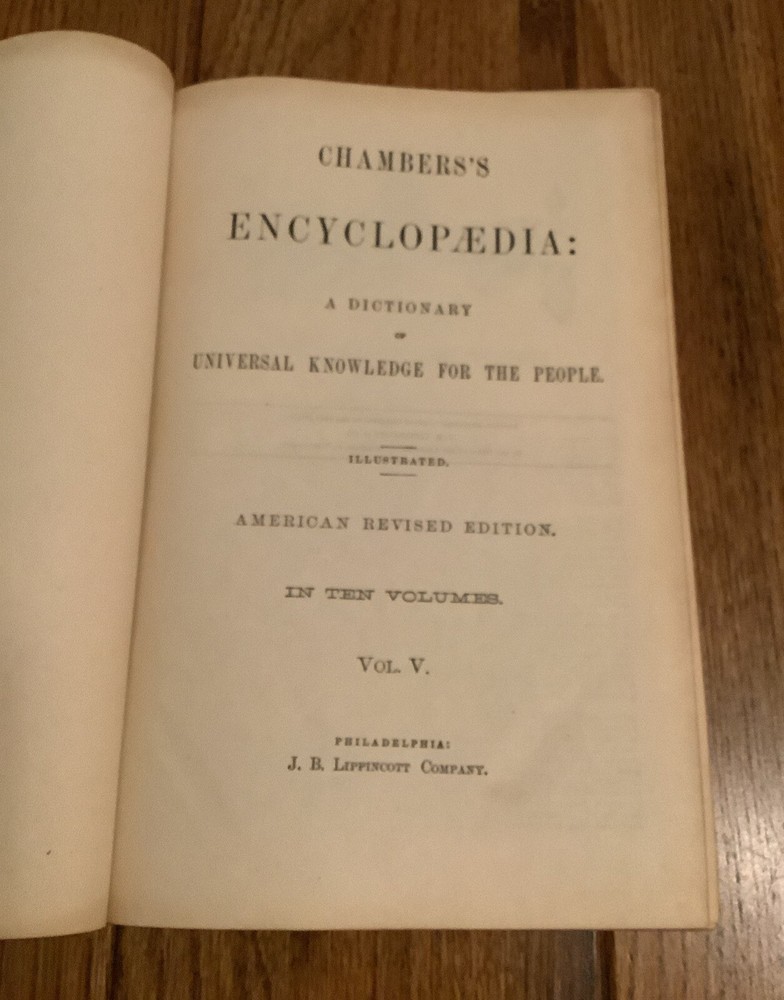 CHAMBERS'S
ENCYCLOPÆDIA:
A DICTIONARY
OF
UNIVERSAL KNOWLEDGE FOR THE PEOPLE.
ILLUSTRATED.
AMERICAN REVISED EDITION.
IN TEN VOLUMES.
VOL. V.
PHILADELPHIA:
J. B. LIPPINCOTT COMPANY.